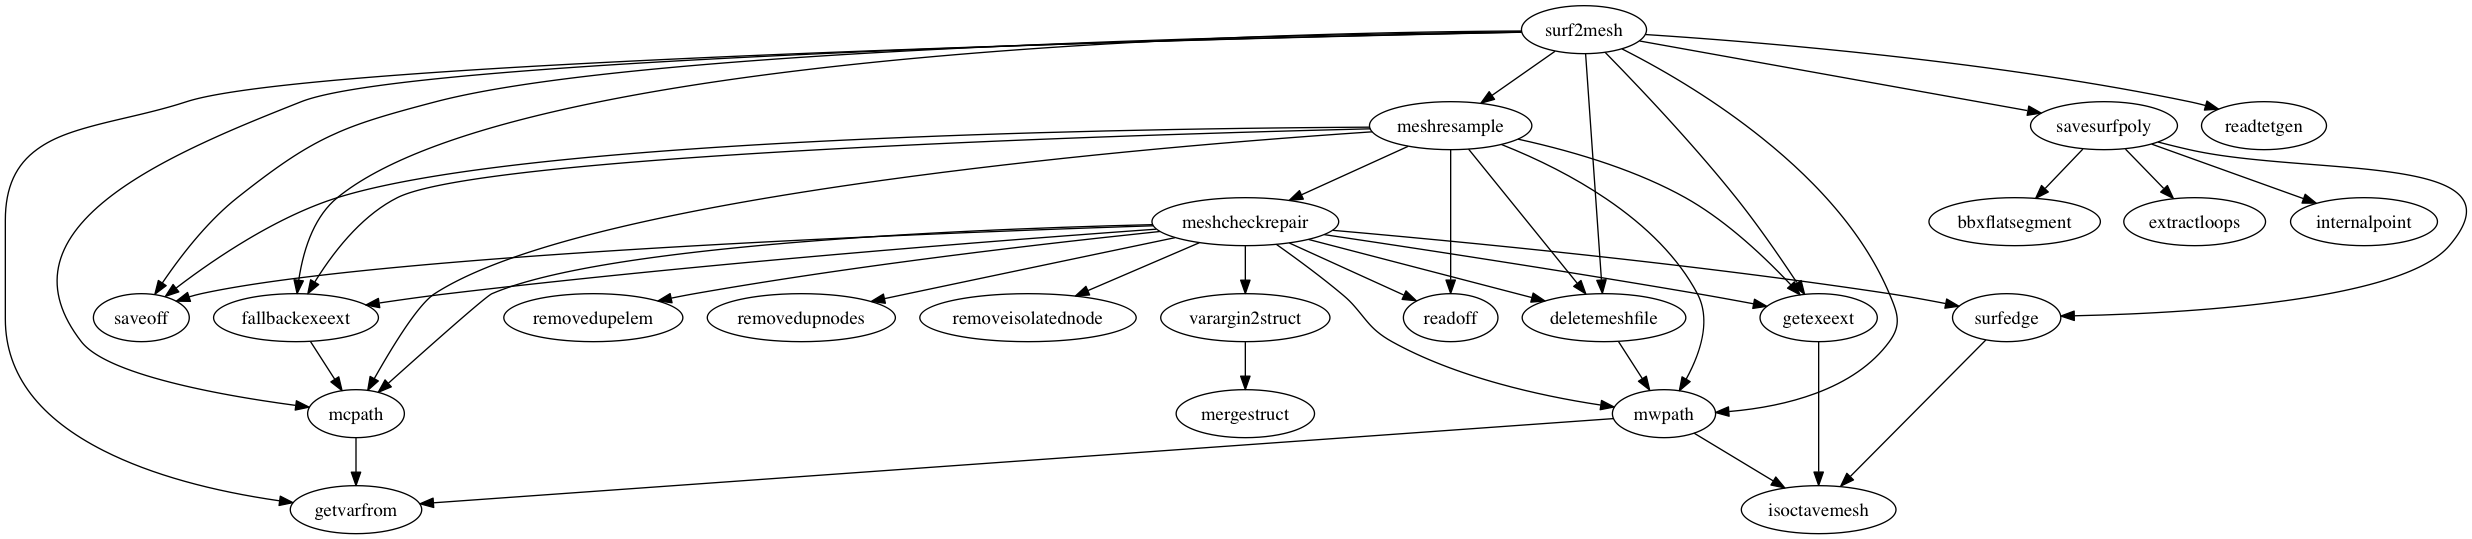 surf2mesh
meshresample
savesurfpoly
readtetgen
meshcheckrepair
bbxflatsegment
extractloops
internalpoint
saveoff
fallbackexeext
removedupelem
removedupnodes
removeisolatednode
varargin2struct
readoff
deletemeshfile
getexeext
surfedge
mcpath
mergestruct
mwpath
getvarfrom
isoctavemesh